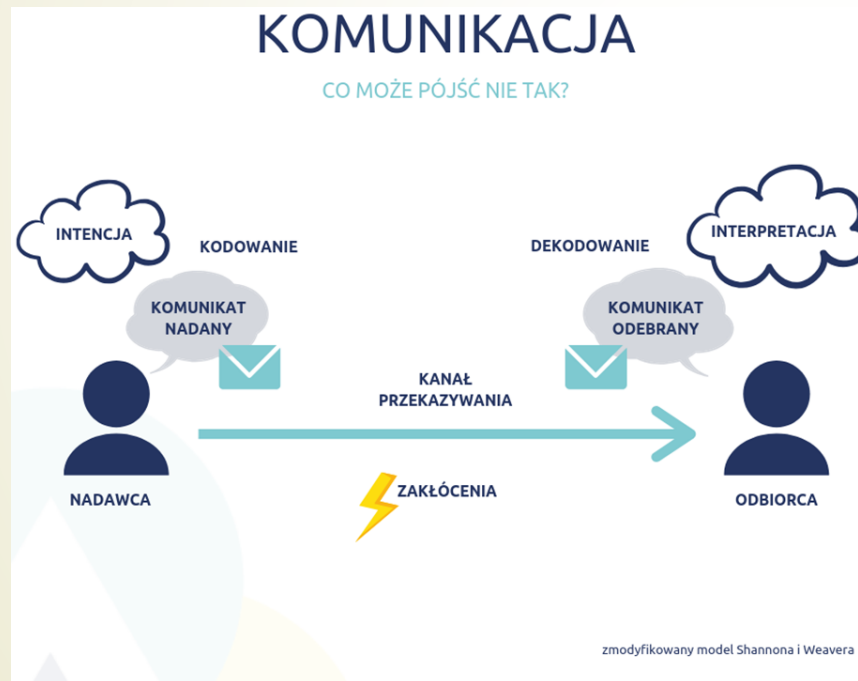 KOMUNIKACJA
CO MOŻE PÓJŚĆ NIE TAK?
INTENCJA
KODOWANIE
KOMUNIKAT
NADANY
DEKODOWANIE
INTERPRETACJA
KOMUNIKAT
ODEBRANY
KANAŁ
PRZEKAZYWANIA
ZAKŁÓCENIA
NADAWCA
ODBIORCA
zmodyfikowany model Shannona i Weavera